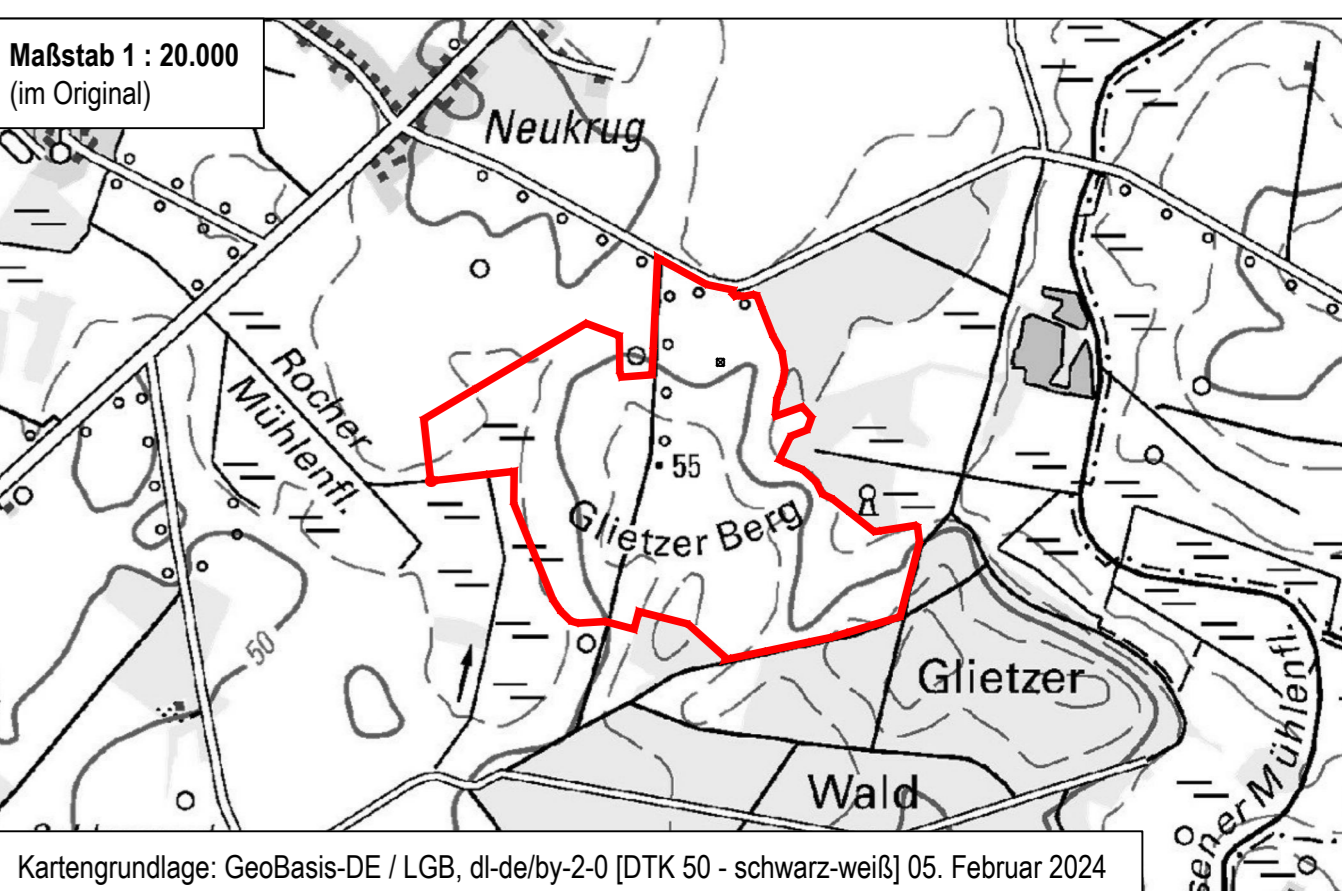 Maßstab 1 : 20.000
(im Original)
Neukrug
Rocher
Mühlenfl.
55
Glietzer Berg
50
Glietzer
Wald
sener Mühlenfl.
Kartengrundlage: GeoBasis-DE / LGB, dl-de/by-2-0 [DTK 50 - schwarz-weiß] 05. Februar 2024